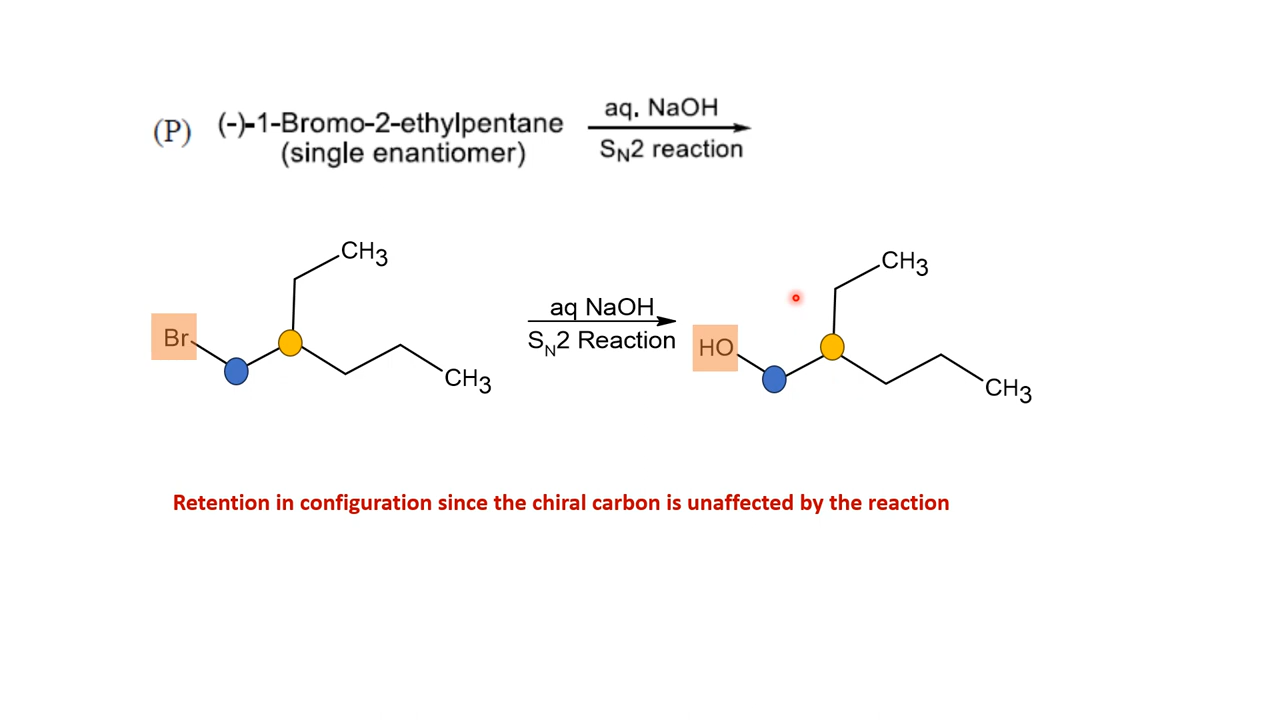 (P) (-)-1-Bromo-2-ethylpentane aq. NaOH
(single enantiomer) SN2 reaction
CH3
Br
CH3
aq NaOH
SN2 Reaction
CH3
HO
CH3
Retention in configuration since the chiral carbon is unaffected by the reaction